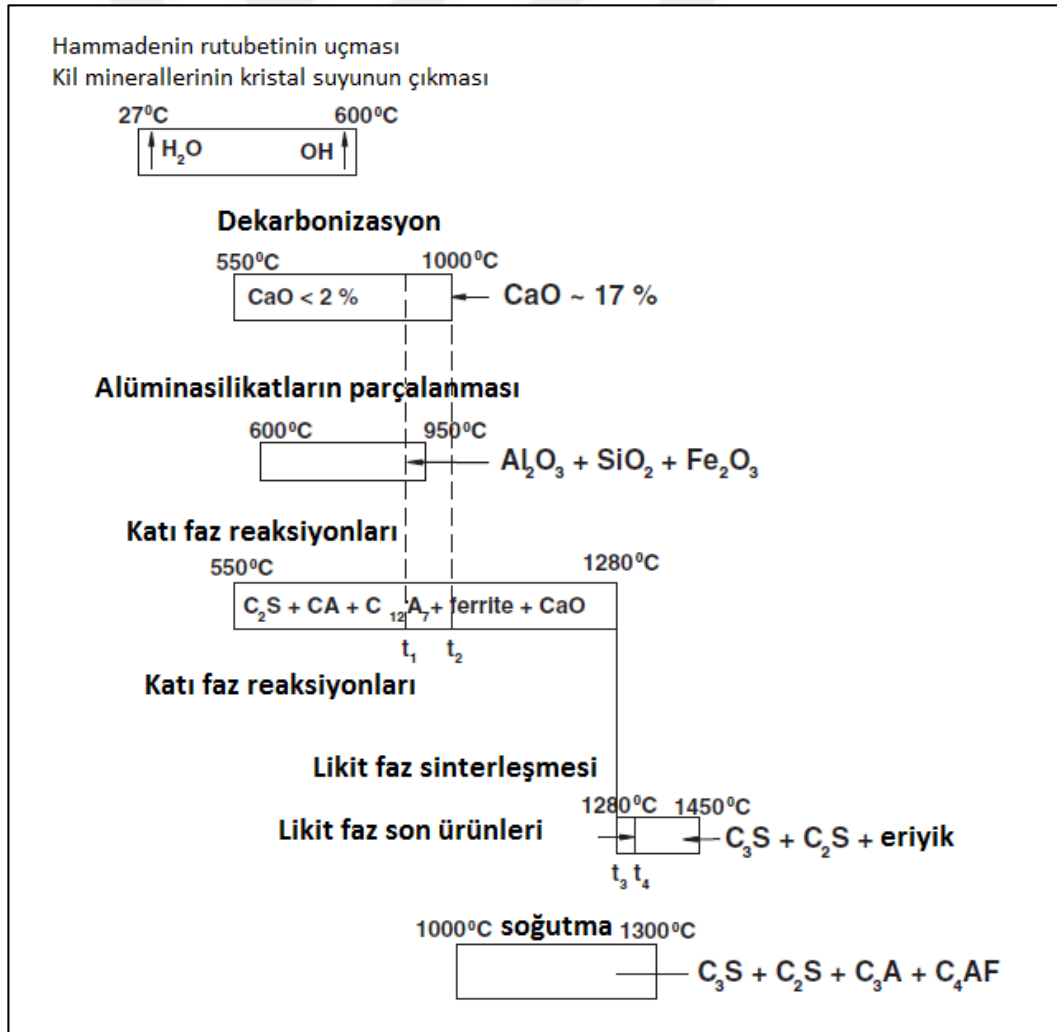 Hammadenin rutubetinin uçması
Kil minerallerinin kristal suyunun çıkması
27⁰C 600⁰C
H₂O OH
Dekarbonizasyon
550⁰C 1000⁰C
CaO < 2 % CaO ~ 17 %
Alüminasilikatların parçalanması
600⁰C 950⁰C
Al₂O₃ + SiO₂ + Fe₂O₃
Katı faz reaksiyonları
550⁰C 1280⁰C
C₂S + CA + C ₁₂A₇+ ferrite + CaO
t₁ t₂
Katı faz reaksiyonları
Likit faz sinterleşmesi
1280⁰C 1450⁰C
Likit faz son ürünleri C₃S + C₂S + eriyik
t₃ t₄
1000⁰C soğutma 1300⁰C
C₃S + C₂S + C₃A + C₄AF